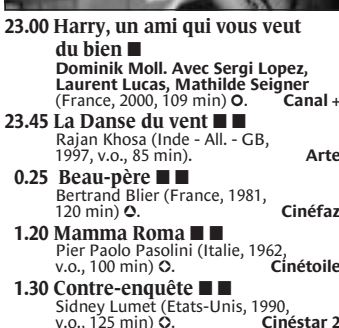 23.00 Harry, un ami qui vous veut
du bien ■
Dominik Moll. Avec Sergi Lopez,
Laurent Lucas, Mathilde Seigner
(France, 2000, 109 min) O. Canal +
23.45 La Danse du vent ■ ■
Rajan Khosa (Inde - All. - GB,
1997, v.o., 85 min). Arte
0.25 Beau-père ■ ■
Bertrand Blier (France, 1981,
120 min) O. Cinéfaz
1.20 Mamma Roma ■ ■
Pier Paolo Pasolini (Italie, 1962,
v.o., 100 min) O. Cinétoile
1.30 Contre-enquête ■ ■
Sidney Lumet (Etats-Unis, 1990,
v.o., 125 min) O. Cinéstar 2